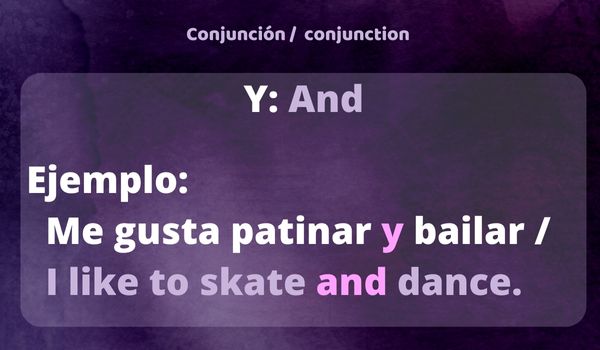 Conjunción / conjunction
Y: And
Ejemplo:
Me gusta patinar y bailar /
I like to skate and dance.